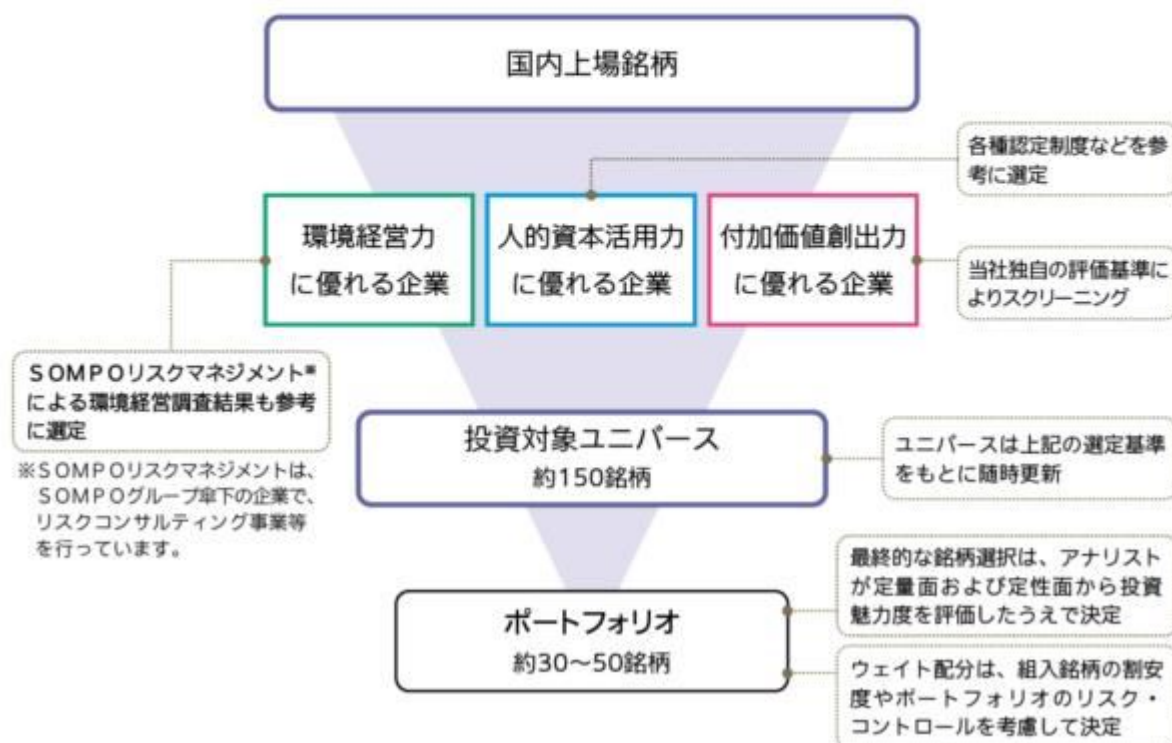 国内上場銘柄
各種認定制度などを参
考に選定
環境経営力
に優れる企業
人的資本活用力
に優れる企業
付加価値創出力
に優れる企業
当社独自の評価基準に
よりスクリーニング
ＳＯＭＰＯリスクマネジメント※
による環境経営調査結果も参考
に選定
※ＳＯＭＰＯリスクマネジメントは、
ＳＯＭＰＯグループ傘下の企業で、
リスクコンサルティング事業等
を行っています。
投資対象ユニバース
約150銘柄
ユニバースは上記の選定基準
をもとに随時更新
ポートフォリオ
約30～50銘柄
最終的な銘柄選択は、アナリスト
が定量面および定性面から投資
魅力度を評価したうえで決定
ウェイト配分は、組入銘柄の割安
度やポートフォリオのリスク・
コントロールを考慮して決定